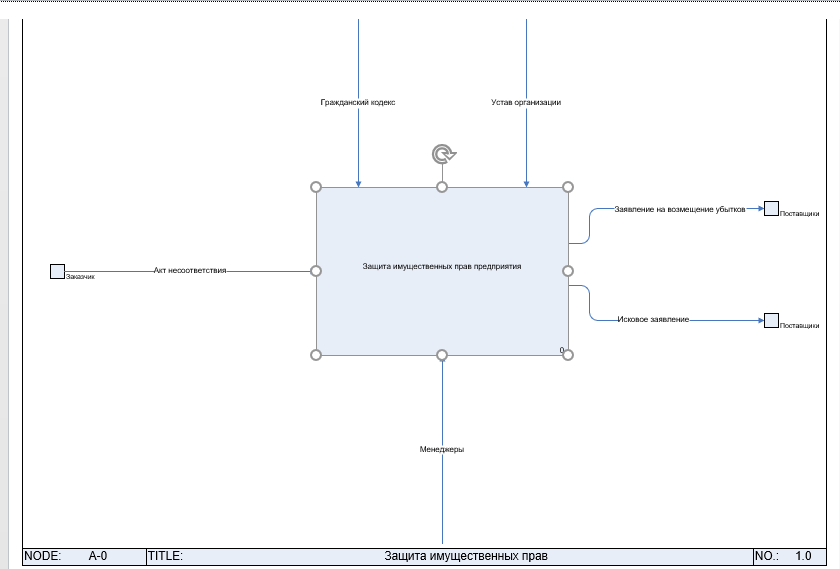 Гражданский кодекс
Устав организации
Заявление на возмещение убытков
Поставщики
Защита имущественных прав предприятия
Акт несоответствия
Заказчик
Исковое заявление
Поставщики
0
Менеджеры
NODE: A-0
TITLE: Защита имущественных прав
NO.: 1.0